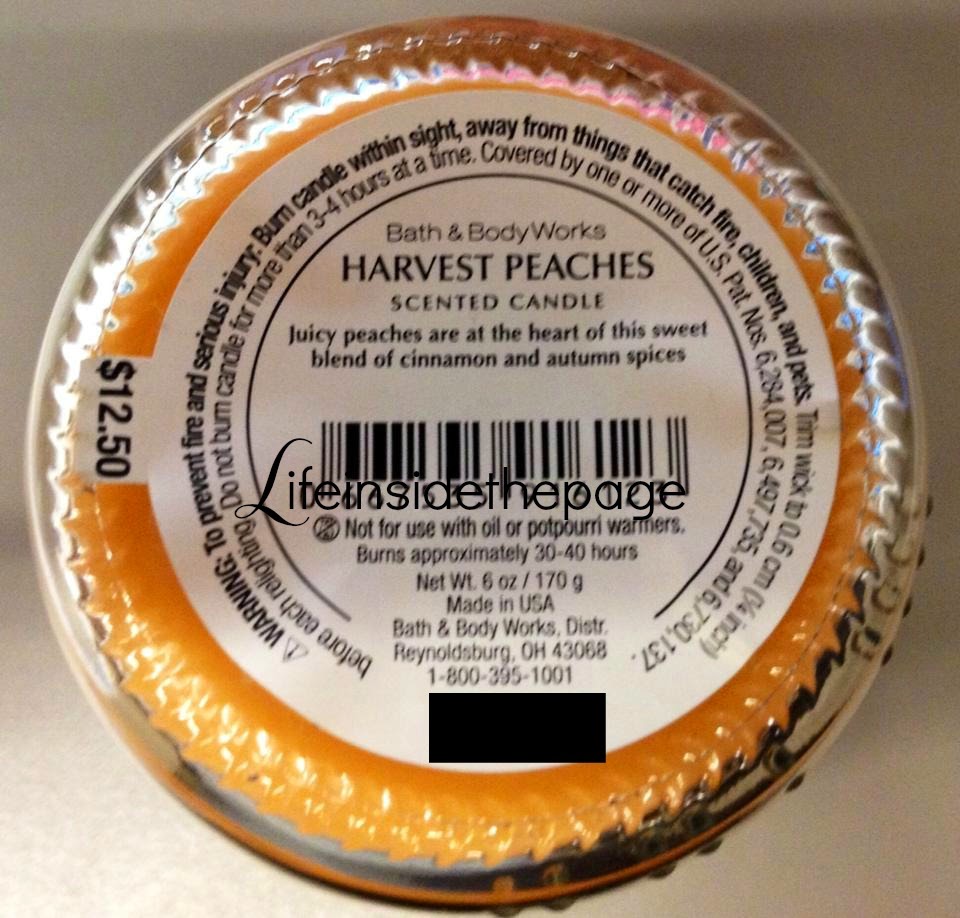 ⚠ WARNING: To prevent fire and serious injury: Burn candle within sight, away from things that catch fire, children, and pets. Trim wick to 0.6 cm (¼ inch)
before each relighting. Do not burn candle for more than 3-4 hours at a time. Covered by one or more of U.S. Pat. Nos. 6,284,007, 6,497,735, and 6,730,137.
Bath & Body Works
HARVEST PEACHES
SCENTED CANDLE
Juicy peaches are at the heart of this sweet
blend of cinnamon and autumn spices
$12.50
Lifeinsidethepage
Not for use with oil or potpourri warmers.
Burns approximately 30-40 hours
Net Wt. 6 oz / 170 g
Made in USA
Bath & Body Works, Distr.
Reynoldsburg, OH 43068
1-800-395-1001